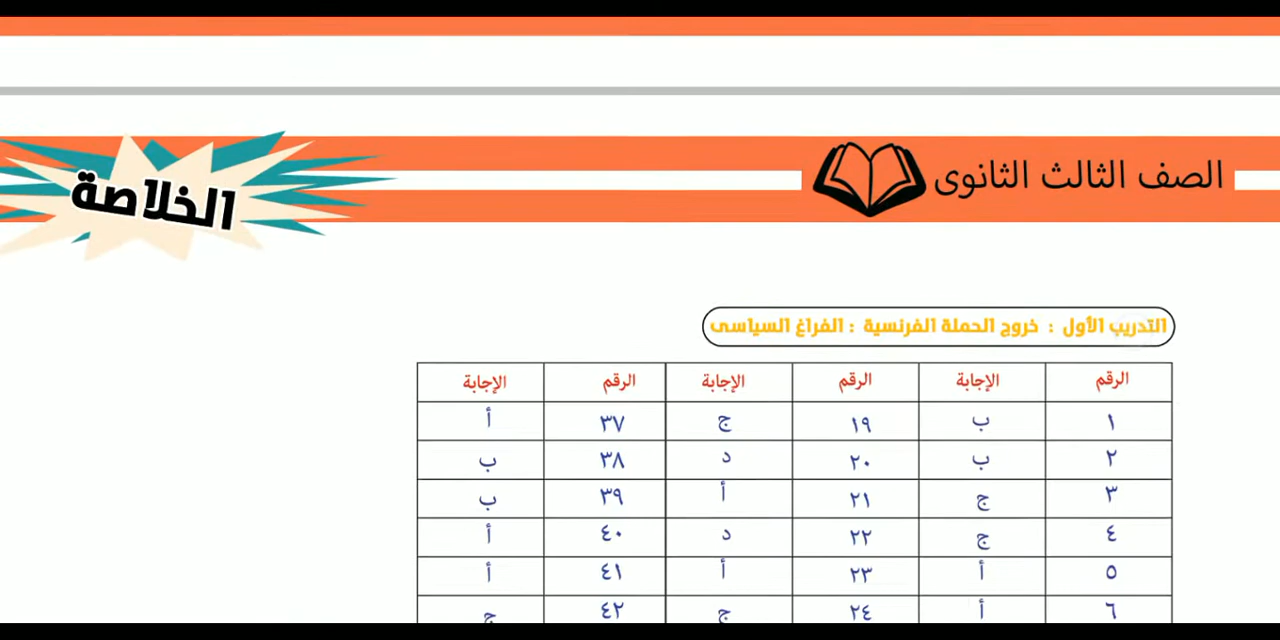 الصف الثالث الثانوى
الخلاصة
التدريب الأول : خروج الحملة الفرنسية : الفراغ السياسى
الرقم الإجابة الرقم الإجابة الرقم الإجابة
١ ب ١٩ ج ٣٧ أ
٢ ب ٢٠ د ٣٨ ب
٣ ج ٢١ أ ٣٩ ب
٤ ج ٢٢ د ٤٠ أ
٥ أ ٢٣ أ ٤١ أ
٦ أ ٢٤ ج ٤٢ ج